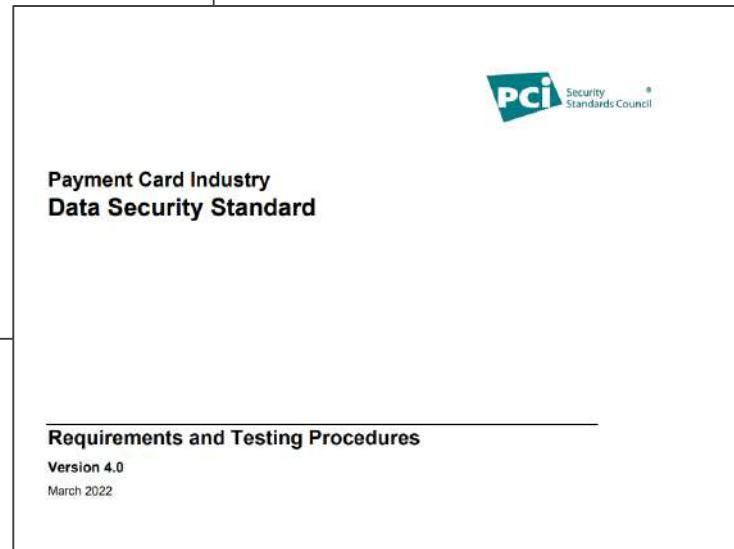 PCi Security ®
Standards Council
Payment Card Industry
Data Security Standard
Requirements and Testing Procedures
Version 4.0
March 2022